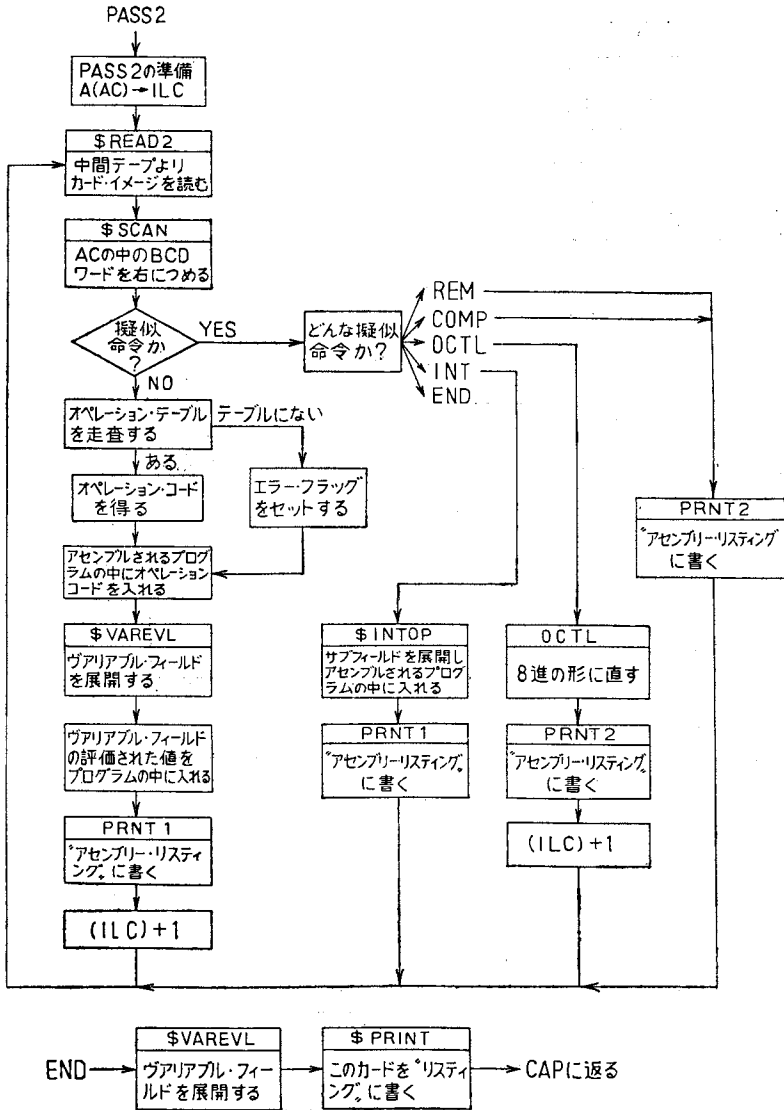 PASS2
PASS2の準備
A(AC)→ILC
$READ2
中間テープより
カード・イメージを読む
$SCAN
ACの中のBCD
ワードを右につめる
擬似
命令か
?
YES
NO
どんな擬似
命令か?
REM
COMP
OCTL
INT
END
オペレーション・テーブル
を走査する
テーブルにない
ある
オペレーション・コード
を得る
エラー・フラッグ
をセットする
アセンブルされるプログ
ラムの中にオペレーション
コードを入れる
$VAREVL
ヴァリアブル・フィールド
を展開する
ヴァリアブル・フィールド
の評価された値を
プログラムの中に入れる
PRNT1
〝アセンブリー・リスティ
ング〟に書く
(ILC)+1
$INTOP
サブフィールドを展開し
アセンブルされるプログ
ラムの中に入れる
PRNT1
〝アセンブリー・リスティング〟
に書く
OCTL
8進の形に直す
PRNT2
〝アセンブリー・リスティング〟
に書く
(ILC)+1
PRNT2
〝アセンブリー・リスティング〟
に書く
END
$VAREVL
ヴァリアブル・フィー
ルドを展開する
$PRINT
このカードを〝リスティ
ング〟に書く
CAPに返る